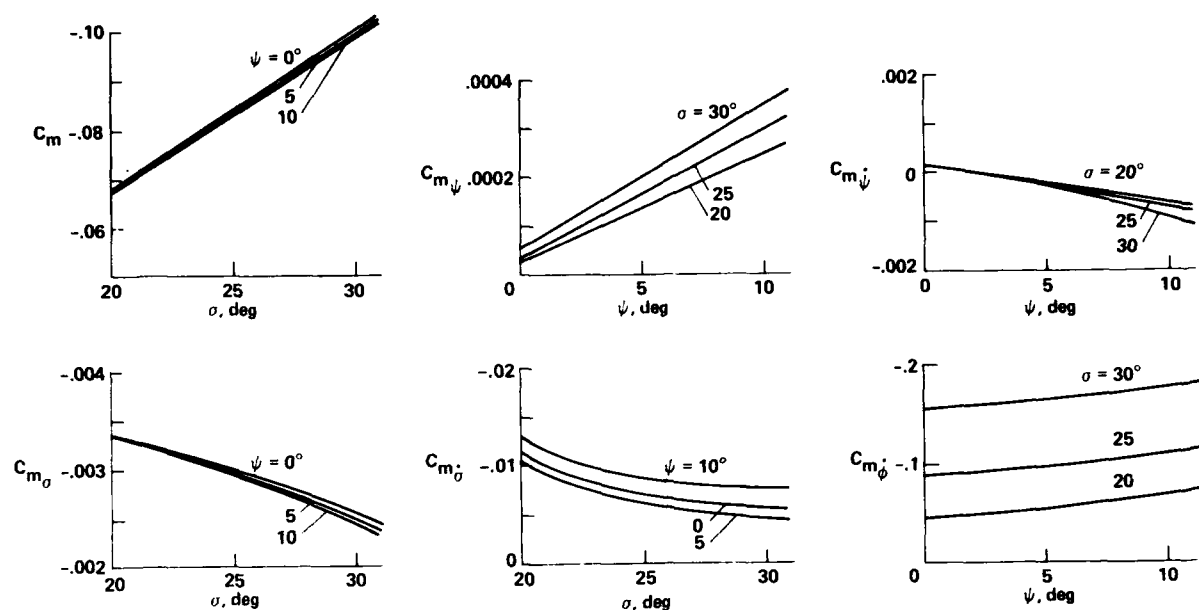 -.10
ψ = 0°
5
10
C_m -.08
-.06
20 25 30
σ, deg
.0004
σ = 30°
C_mψ .0002
25
20
0 5 10
ψ, deg
.002
σ = 20°
C_mψ̇ 0
25
30
-.002
0 5 10
ψ, deg
-.004
ψ = 0°
C_mσ -.003
5
10
-.002
20 25 30
σ, deg
-.02
ψ = 10°
C_mσ̇ -.01
0
5
0
20 25 30
σ, deg
-.2
σ = 30°
25
C_mφ̇ -.1
20
0 5 10
ψ, deg